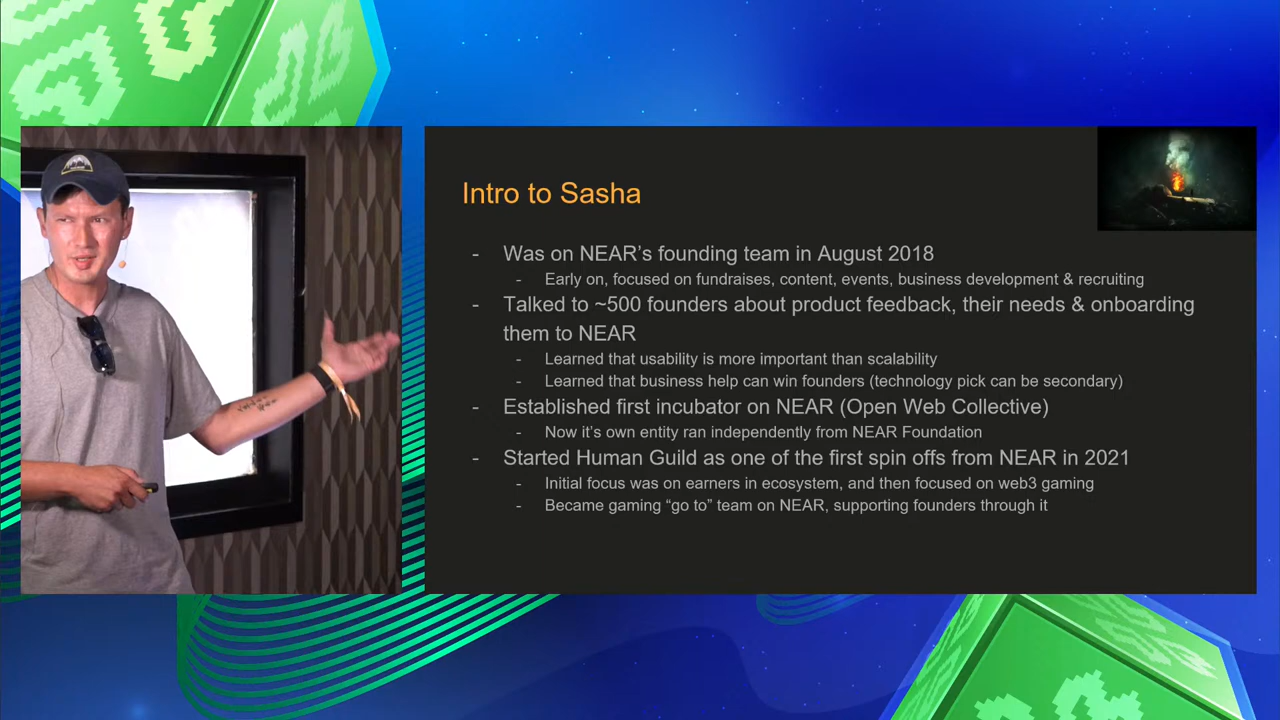 Intro to Sasha
- Was on NEAR’s founding team in August 2018
- Early on, focused on fundraises, content, events, business development & recruiting
- Talked to ~500 founders about product feedback, their needs & onboarding
them to NEAR
- Learned that usability is more important than scalability
- Learned that business help can win founders (technology pick can be secondary)
- Established first incubator on NEAR (Open Web Collective)
- Now it’s own entity ran independently from NEAR Foundation
- Started Human Guild as one of the first spin offs from NEAR in 2021
- Initial focus was on earners in ecosystem, and then focused on web3 gaming
- Became gaming “go to” team on NEAR, supporting founders through it